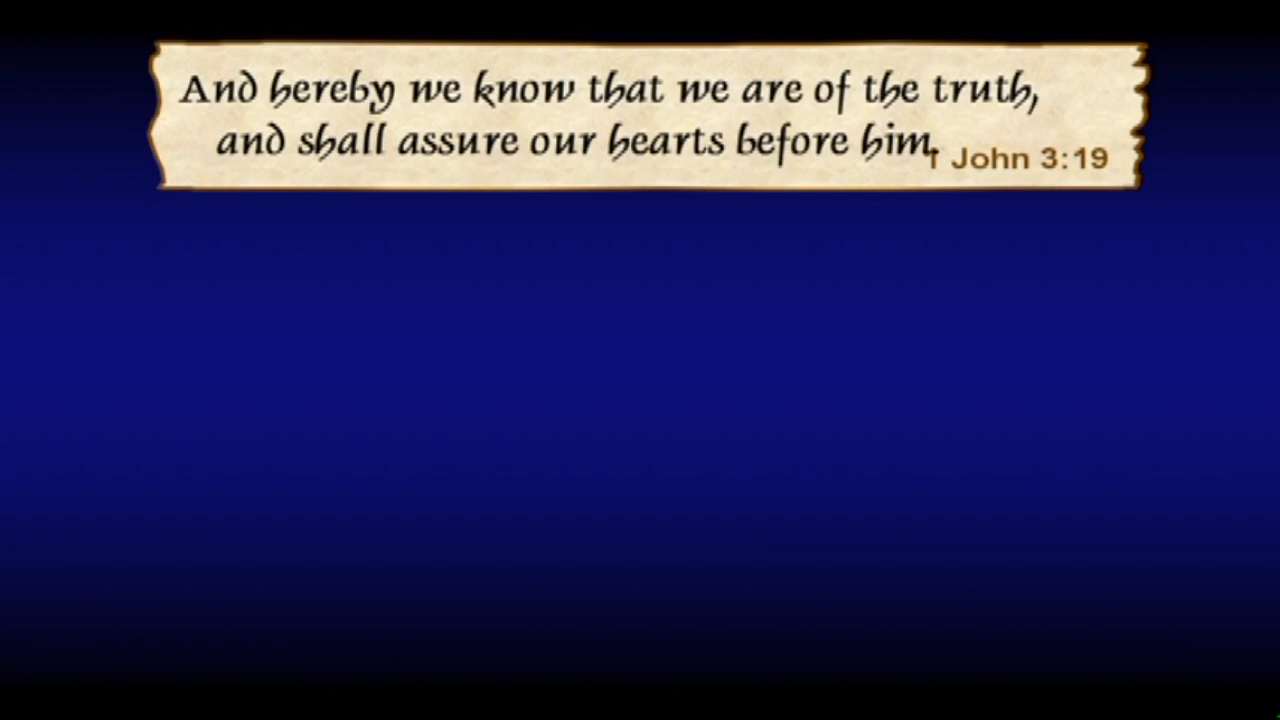 And hereby we know that we are of the truth,
and shall assure our hearts before him.
1 John 3:19